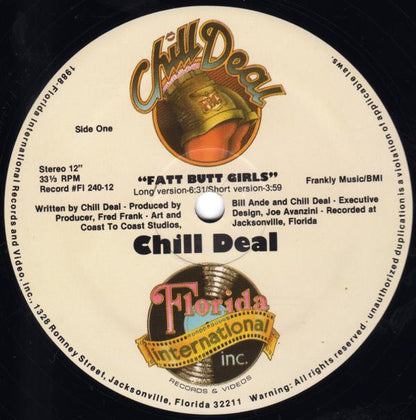 Chill Deal
Side One
"FATT BUTT GIRLS"
Long version-6:31/Short version-3:59
Stereo 12"
33⅓ RPM
Record #FI 240-12
Frankly Music/BMI
Written by Chill Deal - Produced by Bill Ande and Chill Deal - Executive
Producer, Fred Frank - Art and Design, Joe Avanzini - Recorded at
Coast To Coast Studios, Jacksonville, Florida
Chill Deal
Florida
international
inc.
RECORDS & VIDEOS
1988-Florida International Records and Video, Inc., 1328 Romney Street, Jacksonville, Florida 32211 Warning: All rights reserved. unauthorized duplication is a violation of applicable laws.